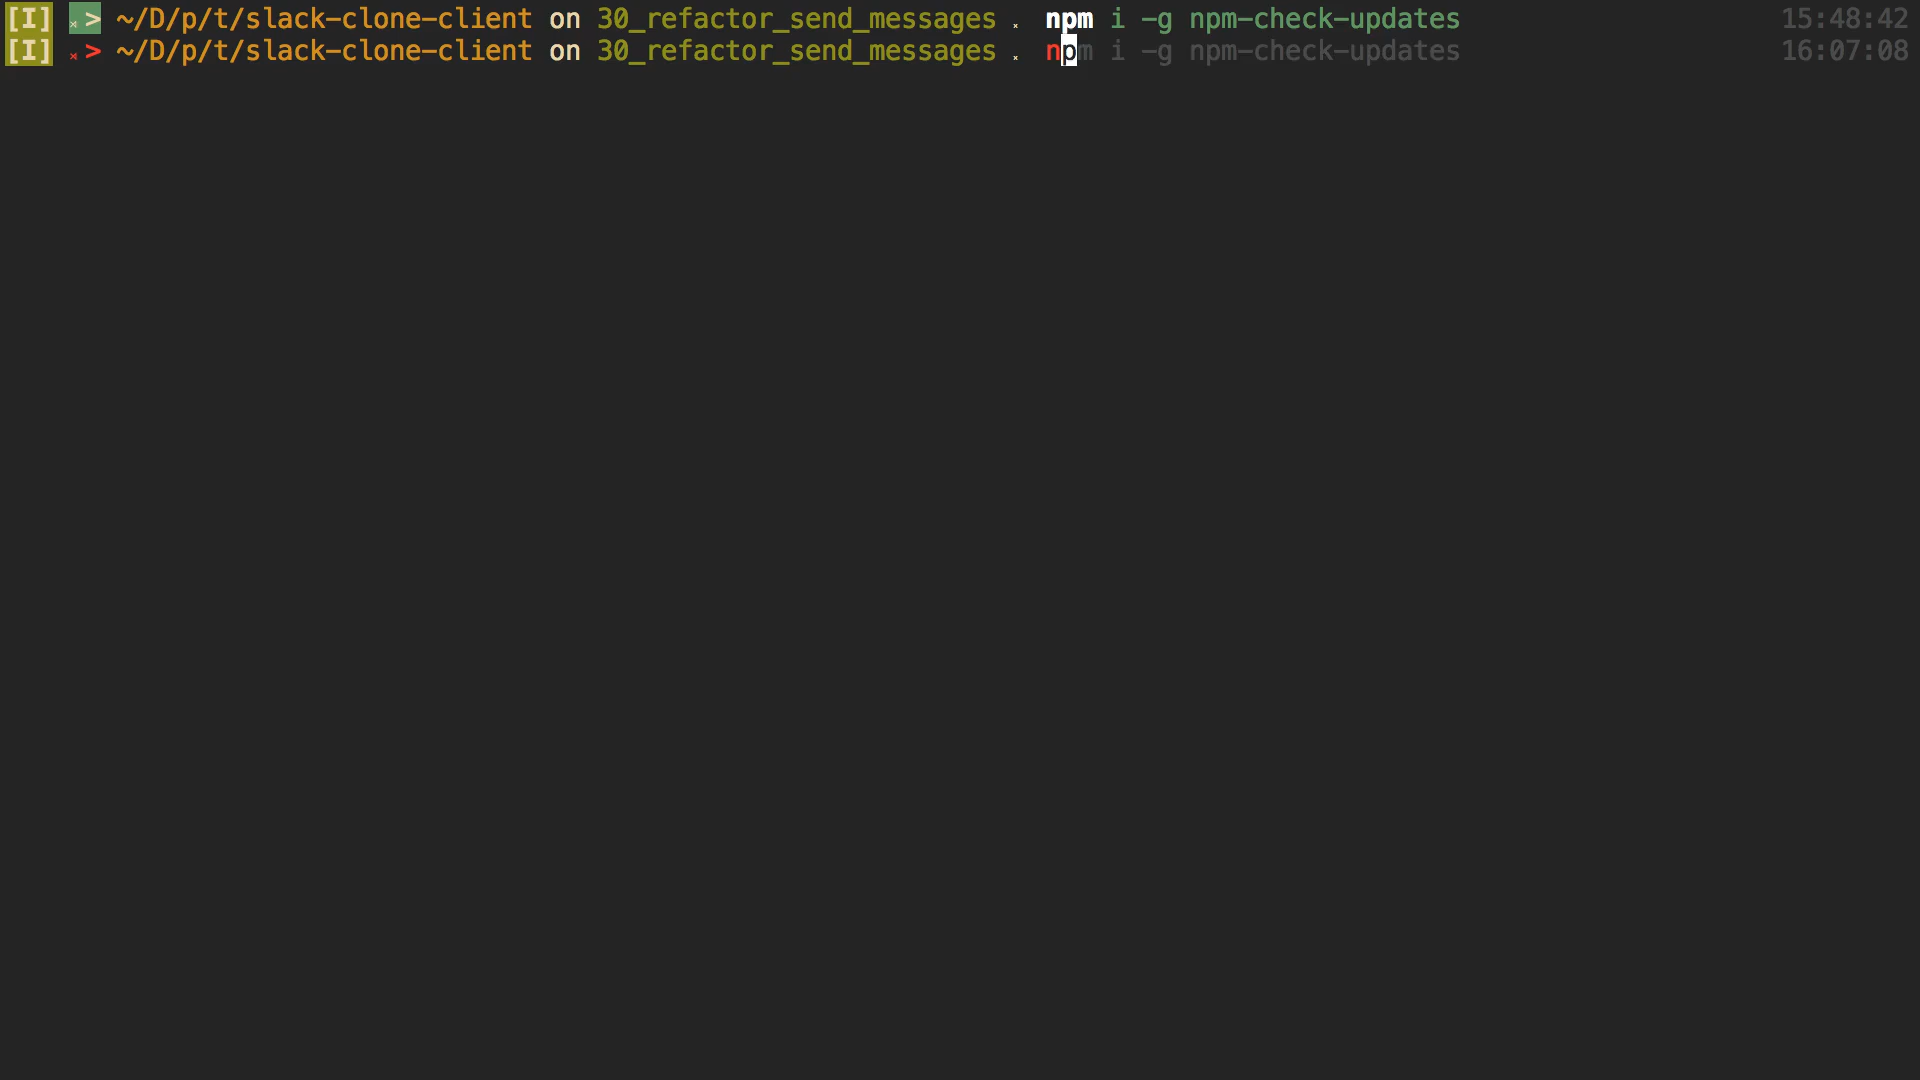 [I] > ~/D/p/t/slack-clone-client on 30_refactor_send_messages . npm i -g npm-check-updates 15:48:42
[I] > ~/D/p/t/slack-clone-client on 30_refactor_send_messages . npm i -g npm-check-updates 16:07:08